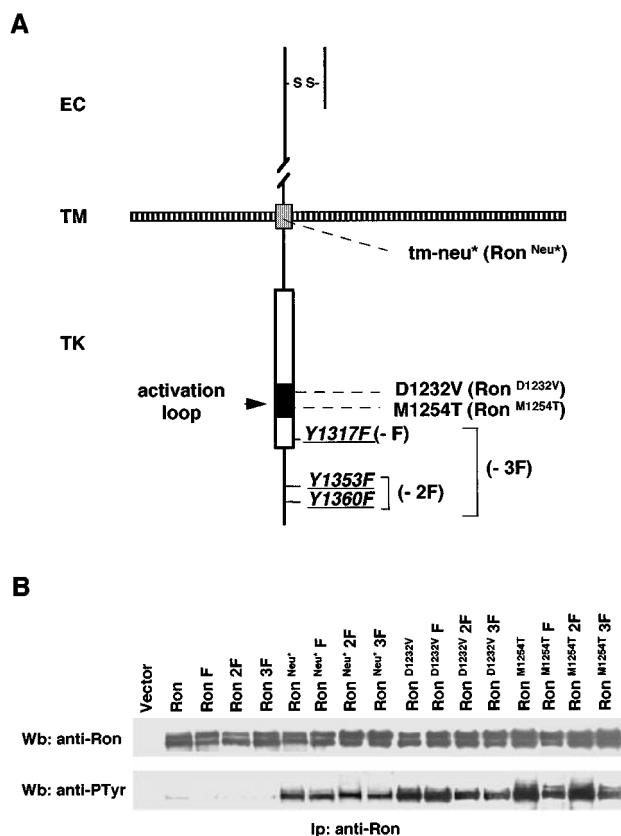 A
S S
EC
TM
tm-neu* (Ron Neu*)
TK
activation
loop
D1232V (Ron D1232V)
M1254T (Ron M1254T)
Y1317F (- F)
(- 3F)
Y1353F
(- 2F)
Y1360F
B
Vector
Ron
Ron F
Ron 2F
Ron 3F
Ron Neu*
Ron Neu* F
Ron Neu* 2F
Ron Neu* 3F
Ron D1232V
Ron D1232V F
Ron D1232V 2F
Ron D1232V 3F
Ron M1254T
Ron M1254T F
Ron M1254T 2F
Ron M1254T 3F
Wb: anti-Ron
Wb: anti-PTyr
Ip: anti-Ron